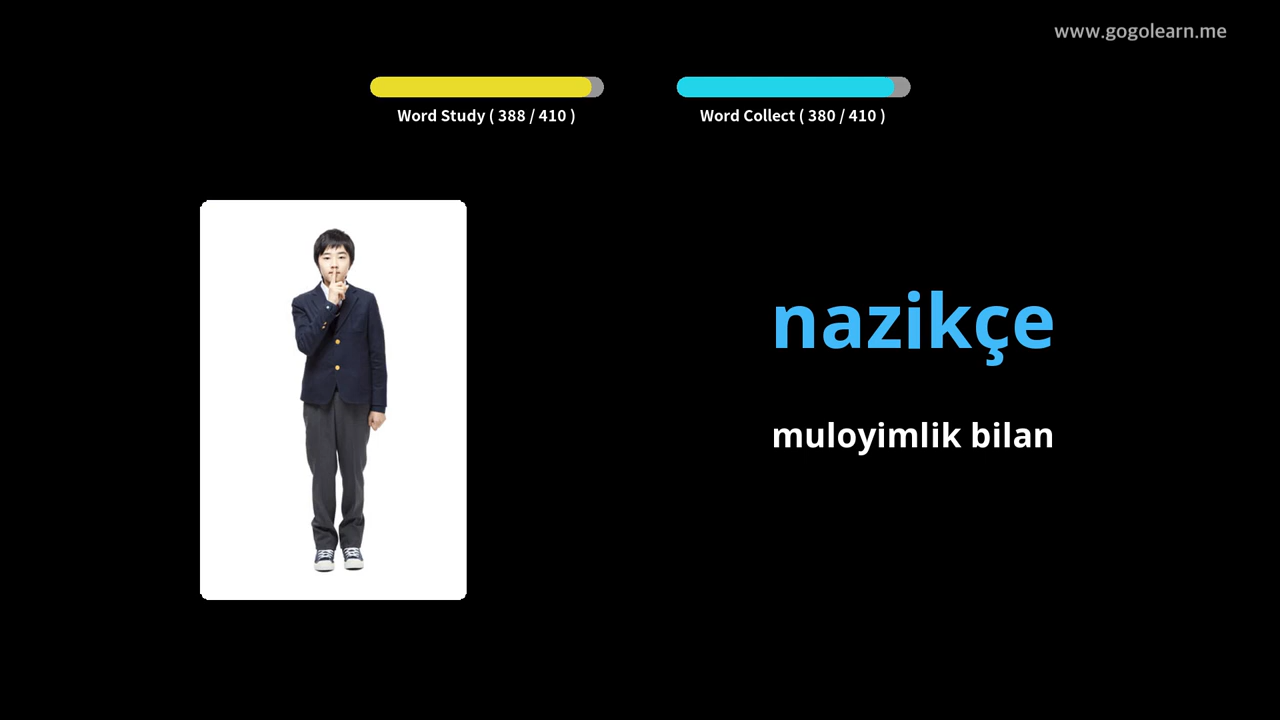 www.gogolearn.me
Word Study ( 388 / 410 )
Word Collect ( 380 / 410 )
nazikçe
muloyimlik bilan